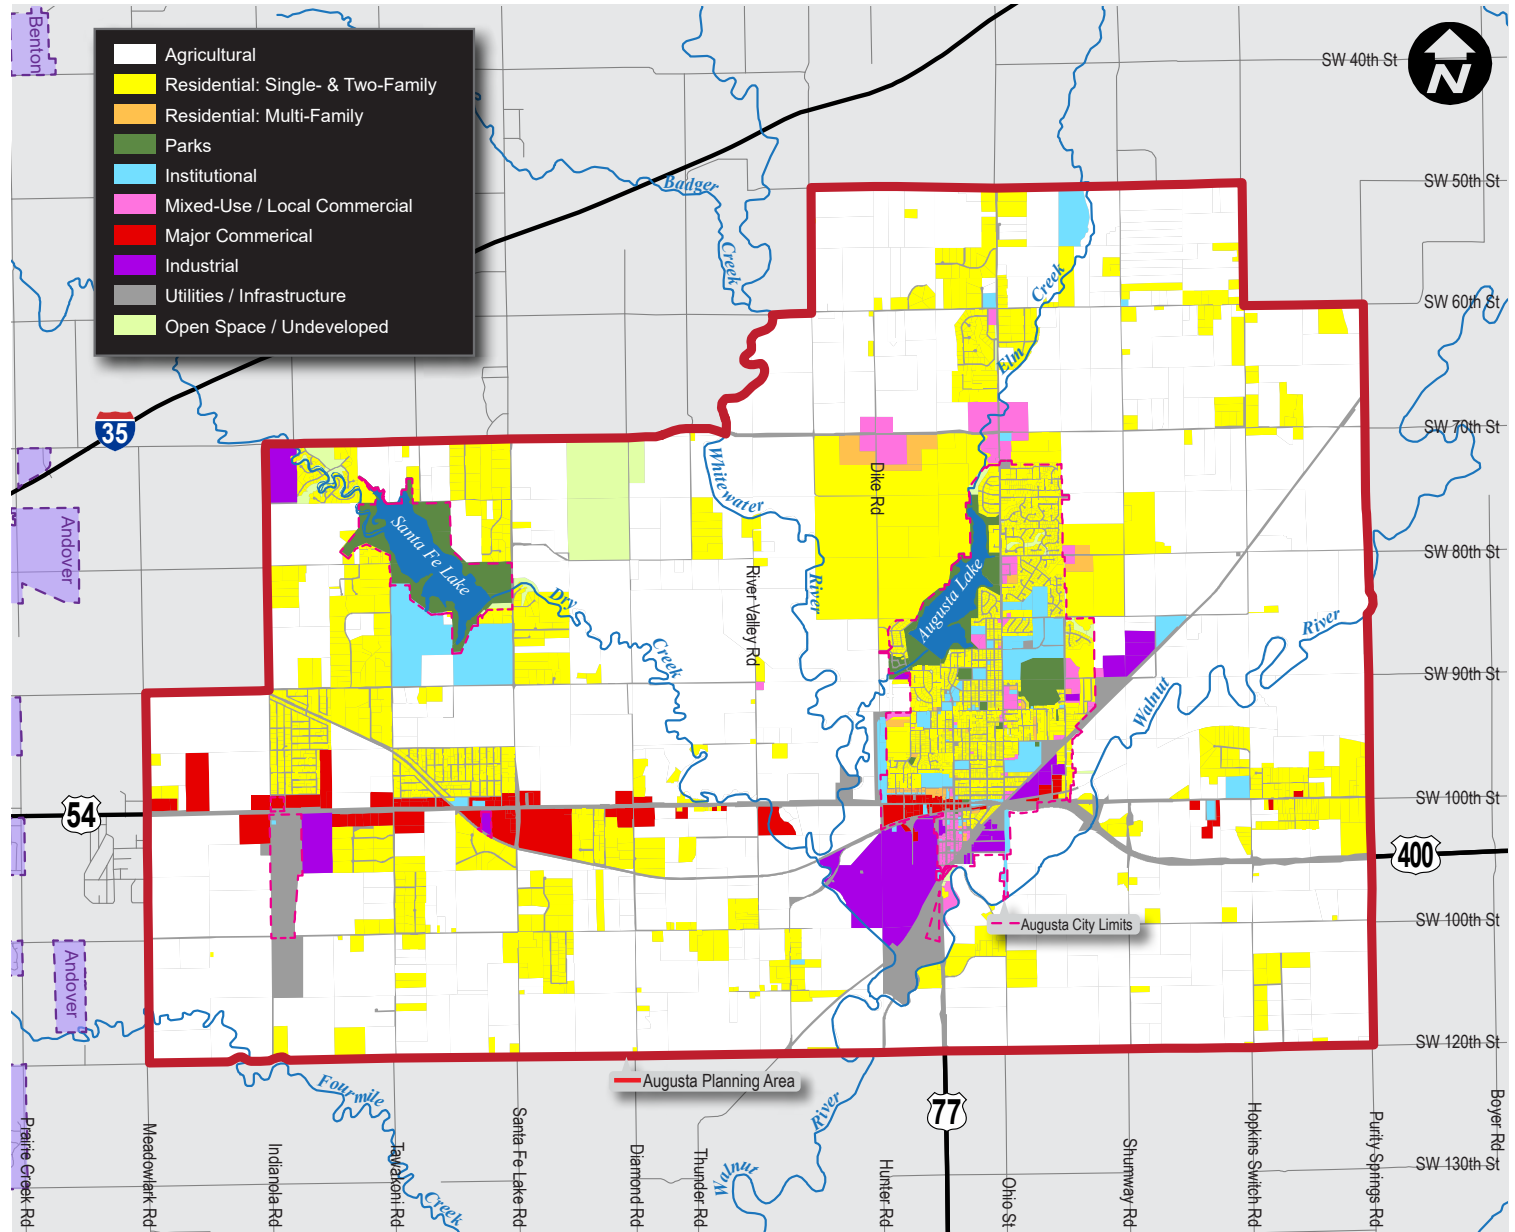 Benton
Agricultural
Residential: Single- & Two-Family
Residential: Multi-Family
Parks
Institutional
Mixed-Use / Local Commercial
Major Commerical
Industrial
Utilities / Infrastructure
Open Space / Undeveloped
N
SW 40th St
SW 50th St
SW 60th St
SW 70th St
SW 80th St
SW 90th St
SW 100th St
SW 100th St
SW 120th St
SW 130th St
Badger
Creek
Elm
Creek
35
Whitewater
River
Dike Rd
Santa Fe Lake
Augusta Lake
Andover
Dry
Creek
River Valley Rd
River
Walnut
54
400
Augusta City Limits
Andover
Augusta Planning Area
Fourmile
Creek
Walnut
River
77
Prairie Creek Rd
Meadowlark Rd
Indianola Rd
Tawakoni Rd
Santa Fe Lake Rd
Diamond Rd
Thunder Rd
Hunter Rd
Ohio St
Shumway Rd
Hopkins Switch Rd
Purity Springs Rd
Boyer Rd